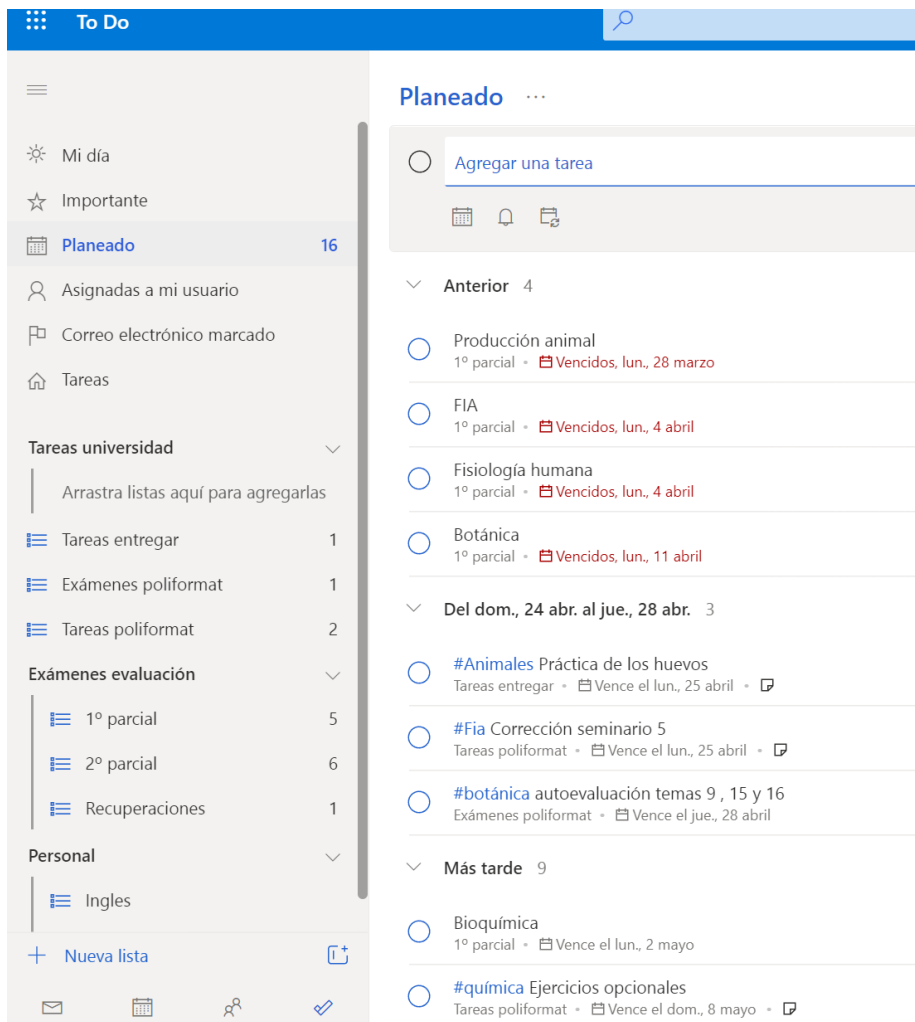 To Do
Mi día
Importante
Planeado 16
Asignadas a mi usuario
Correo electrónico marcado
Tareas
Tareas universidad
Arrastra listas aquí para agregarlas
Tareas entregar 1
Exámenes poliformat 1
Tareas poliformat 2
Exámenes evaluación
1º parcial 5
2º parcial 6
Recuperaciones 1
Personal
Ingles
Nueva lista
Planeado ...
Agregar una tarea
Anterior 4
Producción animal
1º parcial • Vencidos, lun., 28 marzo
FIA
1º parcial • Vencidos, lun., 4 abril
Fisiología humana
1º parcial • Vencidos, lun., 4 abril
Botánica
1º parcial • Vencidos, lun., 11 abril
Del dom., 24 abr. al jue., 28 abr. 3
#Animales Práctica de los huevos
Tareas entregar • Vence el lun., 25 abril •
#Fia Corrección seminario 5
Tareas poliformat • Vence el lun., 25 abril •
#botánica autoevaluación temas 9 , 15 y 16
Exámenes poliformat • Vence el jue., 28 abril
Más tarde 9
Bioquímica
1º parcial • Vence el lun., 2 mayo
#química Ejercicios opcionales
Tareas poliformat • Vence el dom., 8 mayo •